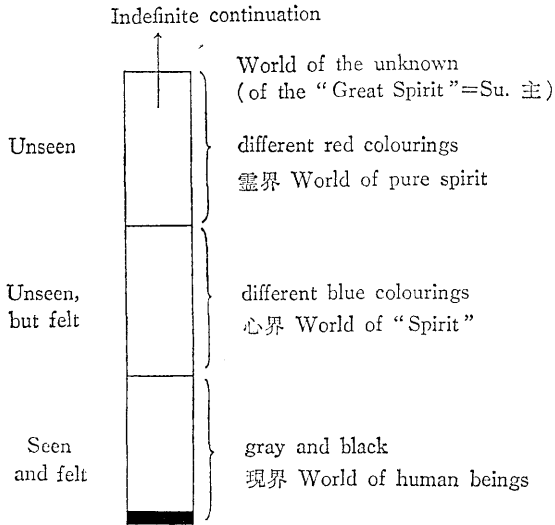 Indefinite continuation
World of the unknown
(of the “Great Spirit”=Su. 主)
Unseen
different red colourings
霊界 World of pure spirit
Unseen,
but felt
different blue colourings
心界 World of “Spirit”
Seen
and felt
gray and black
現界 World of human beings